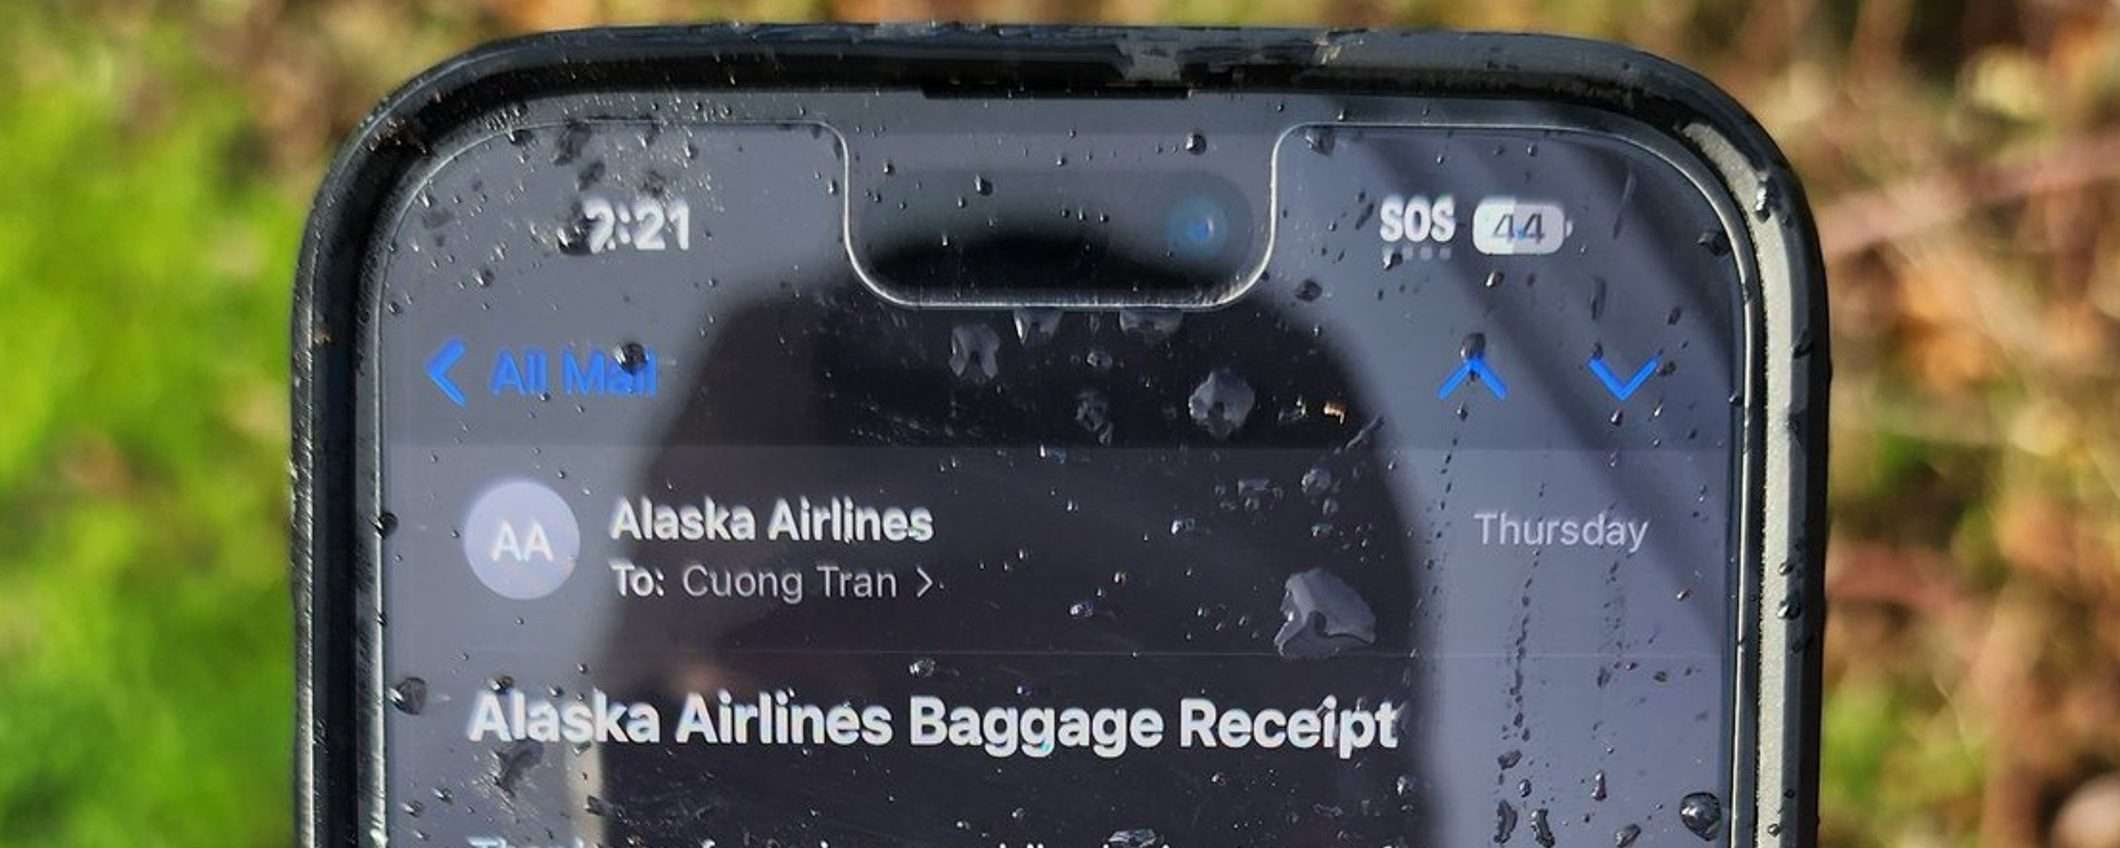 2:21
SOS 44
All Mail
AA
Alaska Airlines
Thursday
To: Cuong Tran
Alaska Airlines Baggage Receipt